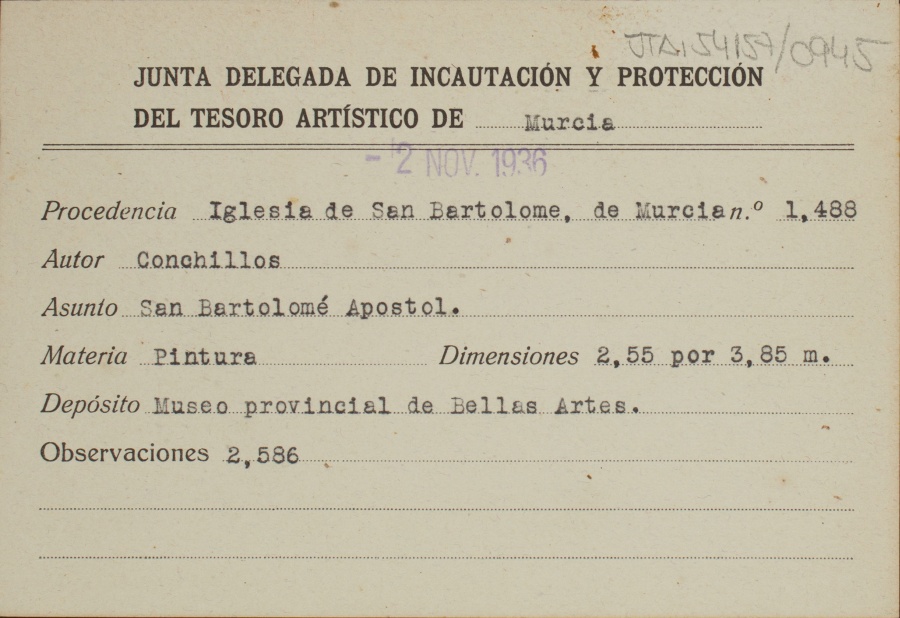 JTA, 54157/0945
JUNTA DELEGADA DE INCAUTACIÓN Y PROTECCIÓN
DEL TESORO ARTÍSTICO DE Murcia
-2 NOV. 1936
Procedencia Iglesia de San Bartolome, de Murcia n.º 1,488
Autor Conchillos
Asunto San Bartolomé Apostol.
Materia Pintura Dimensiones 2,55 por 3,85 m.
Depósito Museo provincial de Bellas Artes.
Observaciones 2,586